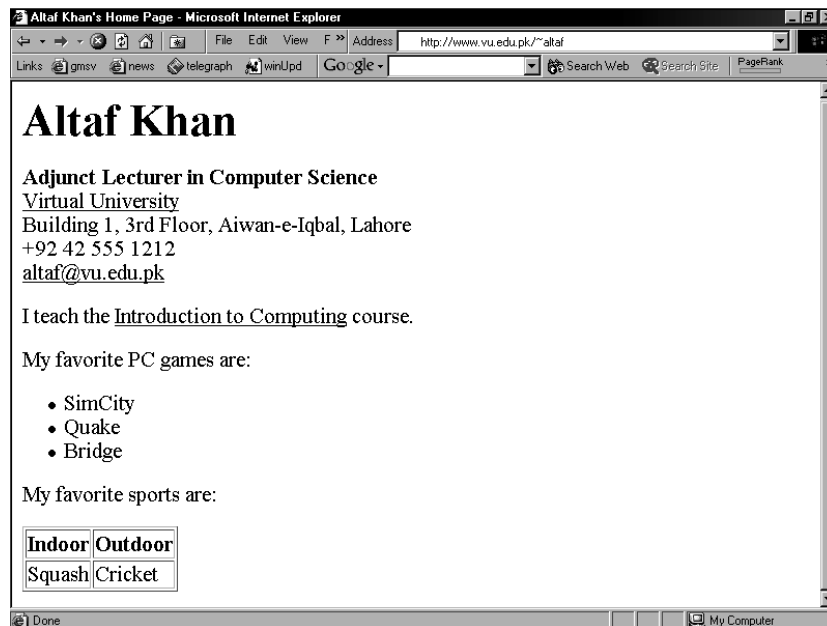 Altaf Khan's Home Page - Microsoft Internet Explorer
File Edit View F » Address http://www.vu.edu.pk/~altaf
Links gmsv news telegraph winUpd Google Search Web Search Site PageRank
Altaf Khan
Adjunct Lecturer in Computer Science
Virtual University
Building 1, 3rd Floor, Aiwan-e-Iqbal, Lahore
+92 42 555 1212
altaf@vu.edu.pk
I teach the Introduction to Computing course.
My favorite PC games are:
• SimCity
• Quake
• Bridge
My favorite sports are:
Indoor Outdoor
Squash Cricket
Done My Computer